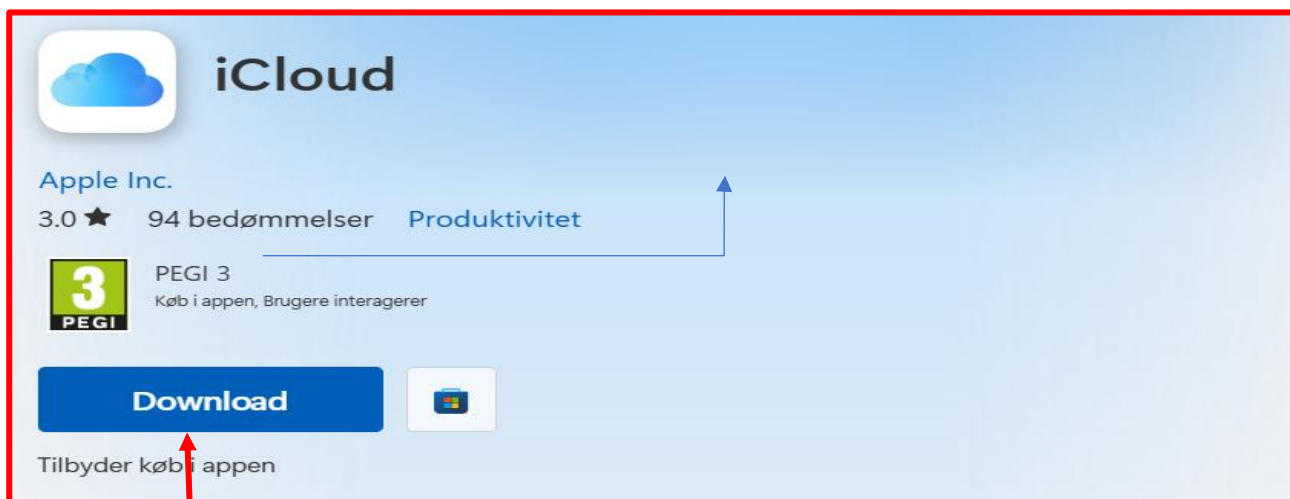 iCloud
Apple Inc.
3.0 ★ 94 bedømmelser Produktivitet
3
PEGI
PEGI 3
Køb i appen, Brugere interagerer
Download
Tilbyder køb i appen